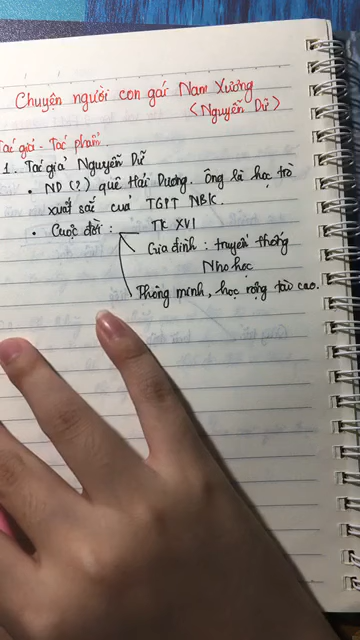 Chuyện người con gái Nam Xương
< Nguyễn Dữ >
Tác giả - Tác phẩm
1. Tác giả Nguyễn Dữ
• ND (?) quê Hải Dương. Ông là học trò
xuất sắc của TGPT NBK.
• Cuộc đời : TK XVI
Gia đình : truyền thống
Nho học
Thông minh, học rộng tài cao.